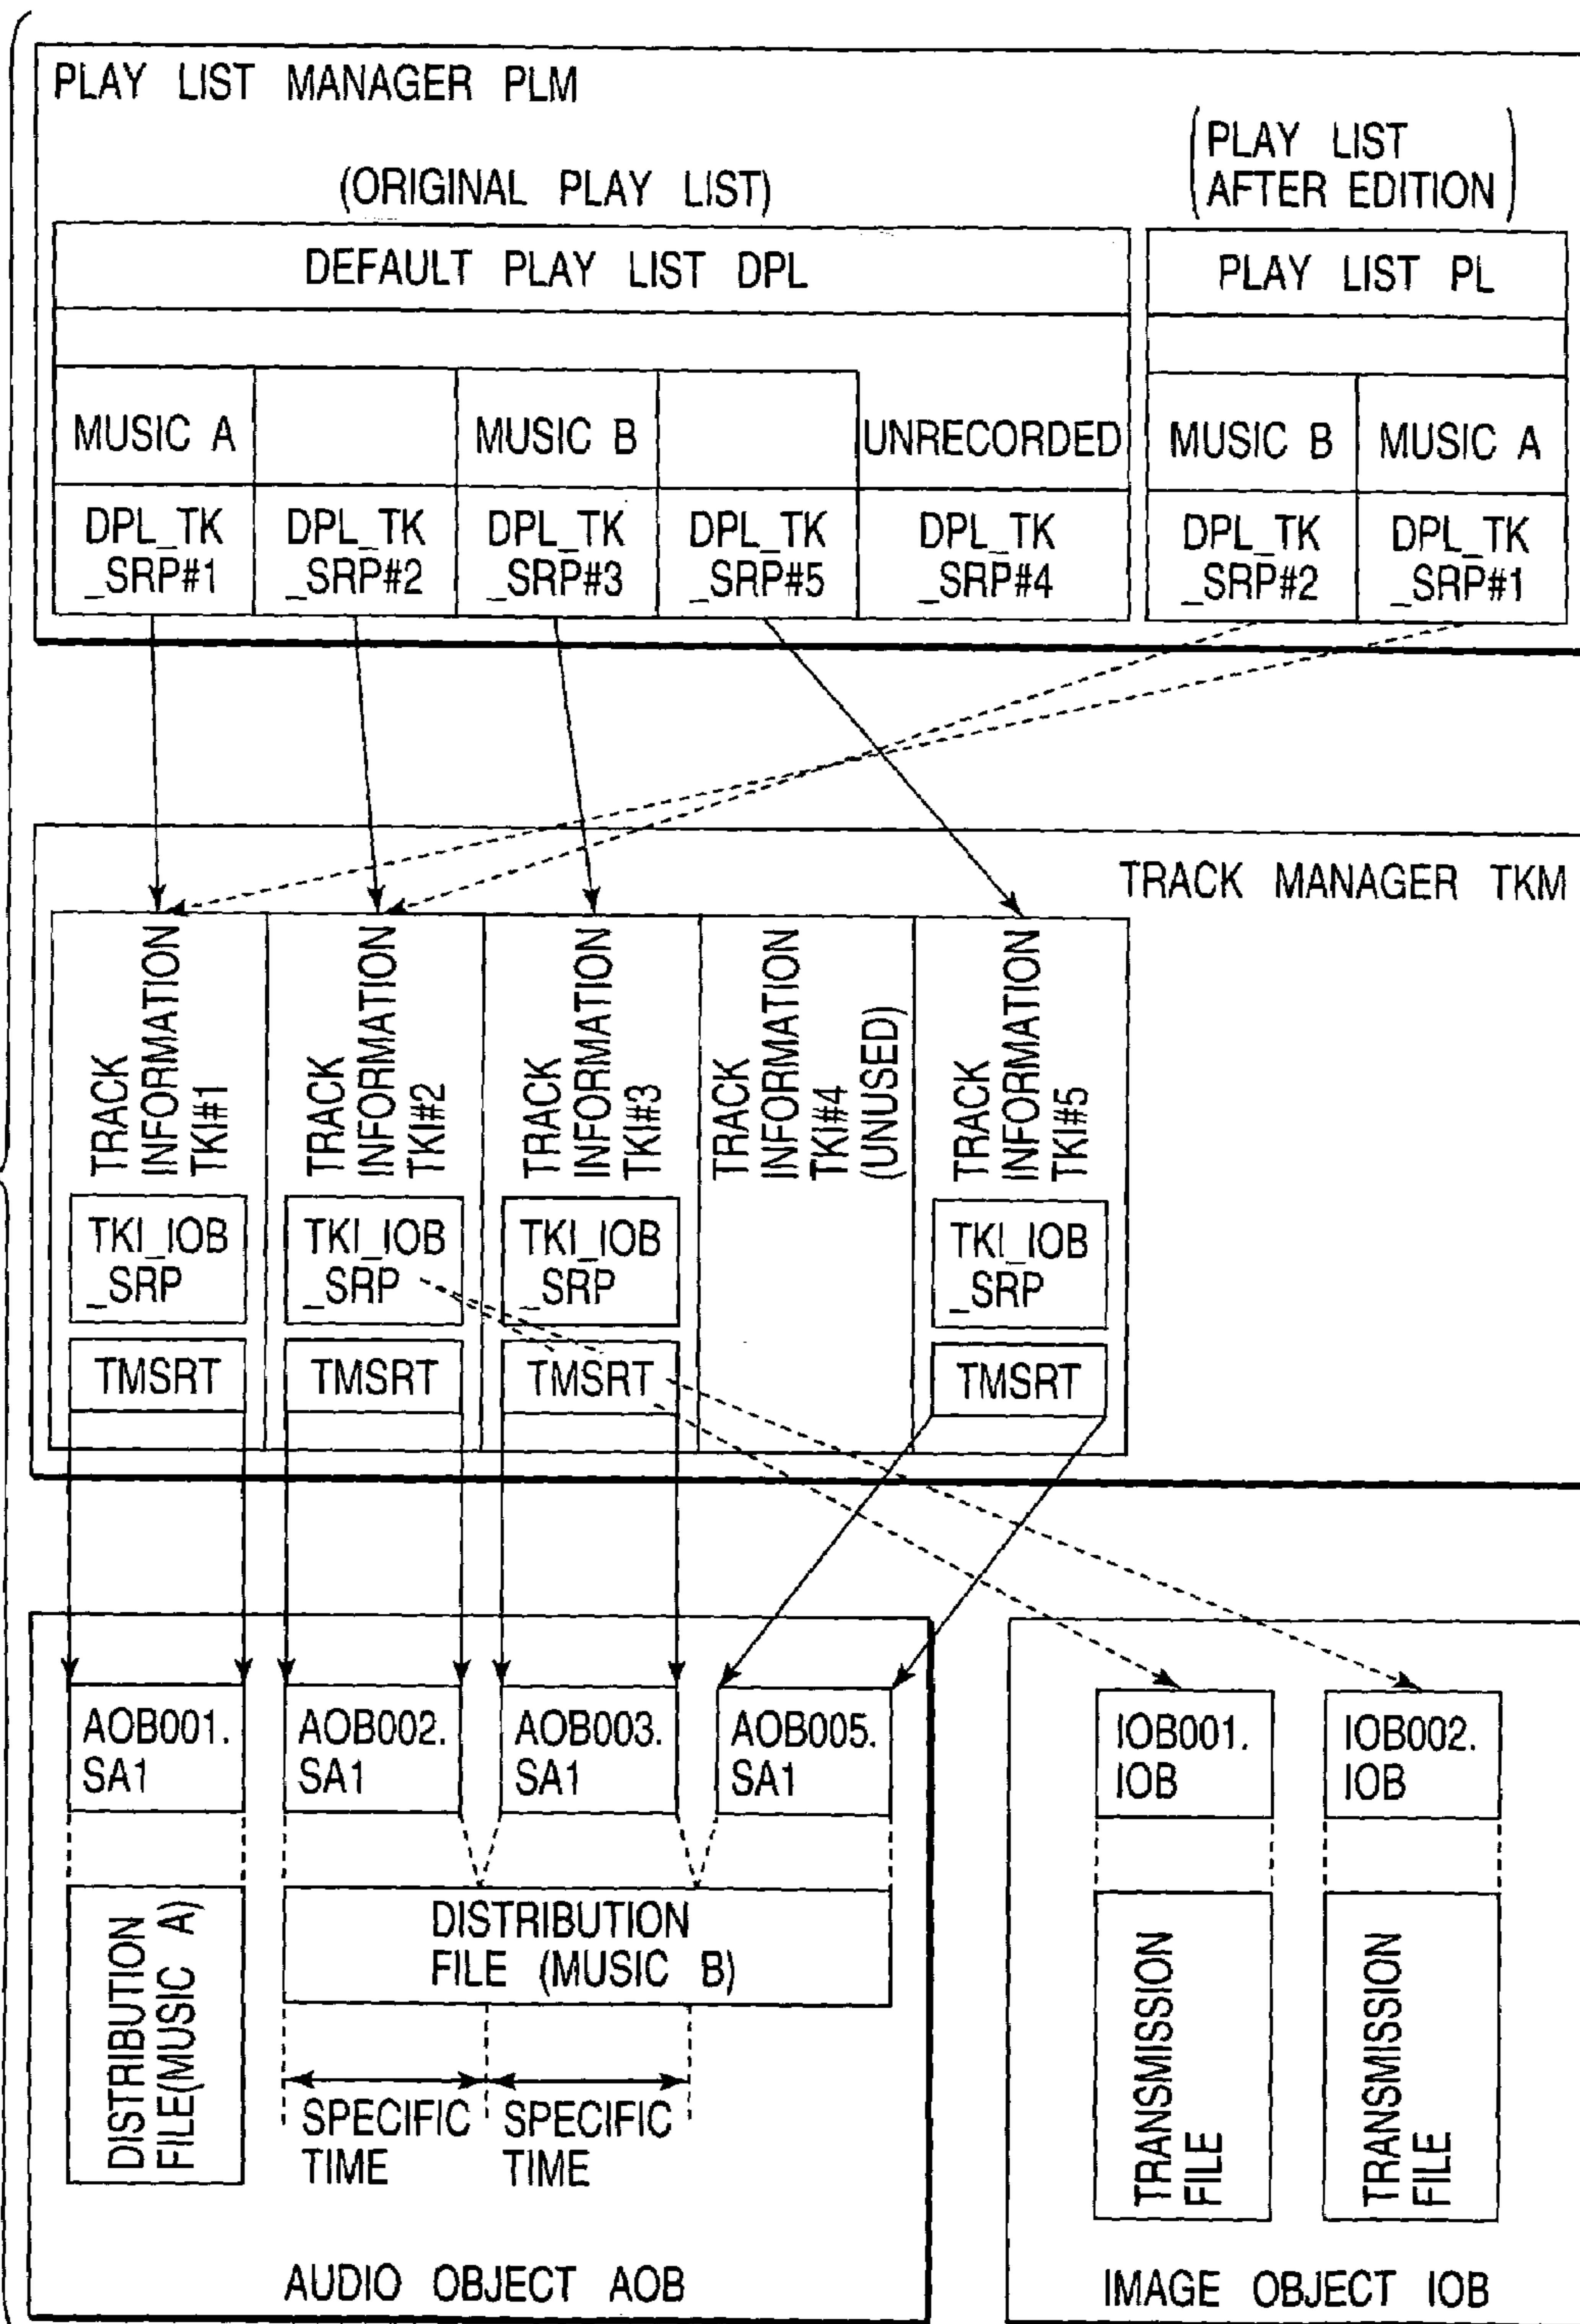 PLAY LIST MANAGER PLM
(ORIGINAL PLAY LIST)
(PLAY LIST
AFTER EDITION)
DEFAULT PLAY LIST DPL
PLAY LIST PL
MUSIC A
MUSIC B
UNRECORDED
MUSIC B
MUSIC A
DPL_TK
_SRP#1
DPL_TK
_SRP#2
DPL_TK
_SRP#3
DPL_TK
_SRP#5
DPL_TK
_SRP#4
DPL_TK
_SRP#2
DPL_TK
_SRP#1
TRACK MANAGER TKM
TRACK
INFORMATION
TKI#1
TRACK
INFORMATION
TKI#2
TRACK
INFORMATION
TKI#3
TRACK
INFORMATION
TKI#4
(UNUSED)
TRACK
INFORMATION
TKI#5
TKI_IOB
_SRP
TKI_IOB
_SRP
TKI_IOB
_SRP
TKI_IOB
_SRP
TMSRT
TMSRT
TMSRT
TMSRT
AOB001.
SA1
AOB002.
SA1
AOB003.
SA1
AOB005.
SA1
IOB001.
IOB
IOB002.
IOB
DISTRIBUTION
FILE(MUSIC A)
DISTRIBUTION
FILE (MUSIC B)
SPECIFIC
TIME
SPECIFIC
TIME
TRANSMISSION
FILE
TRANSMISSION
FILE
AUDIO OBJECT AOB
IMAGE OBJECT IOB